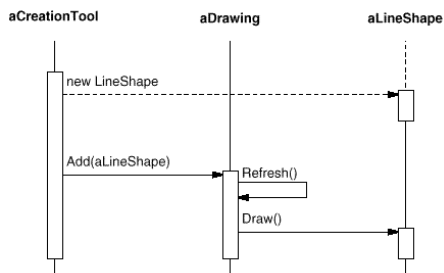 aCreationTool
aDrawing
aLineShape
new LineShape
Add(aLineShape)
Refresh()
Draw()